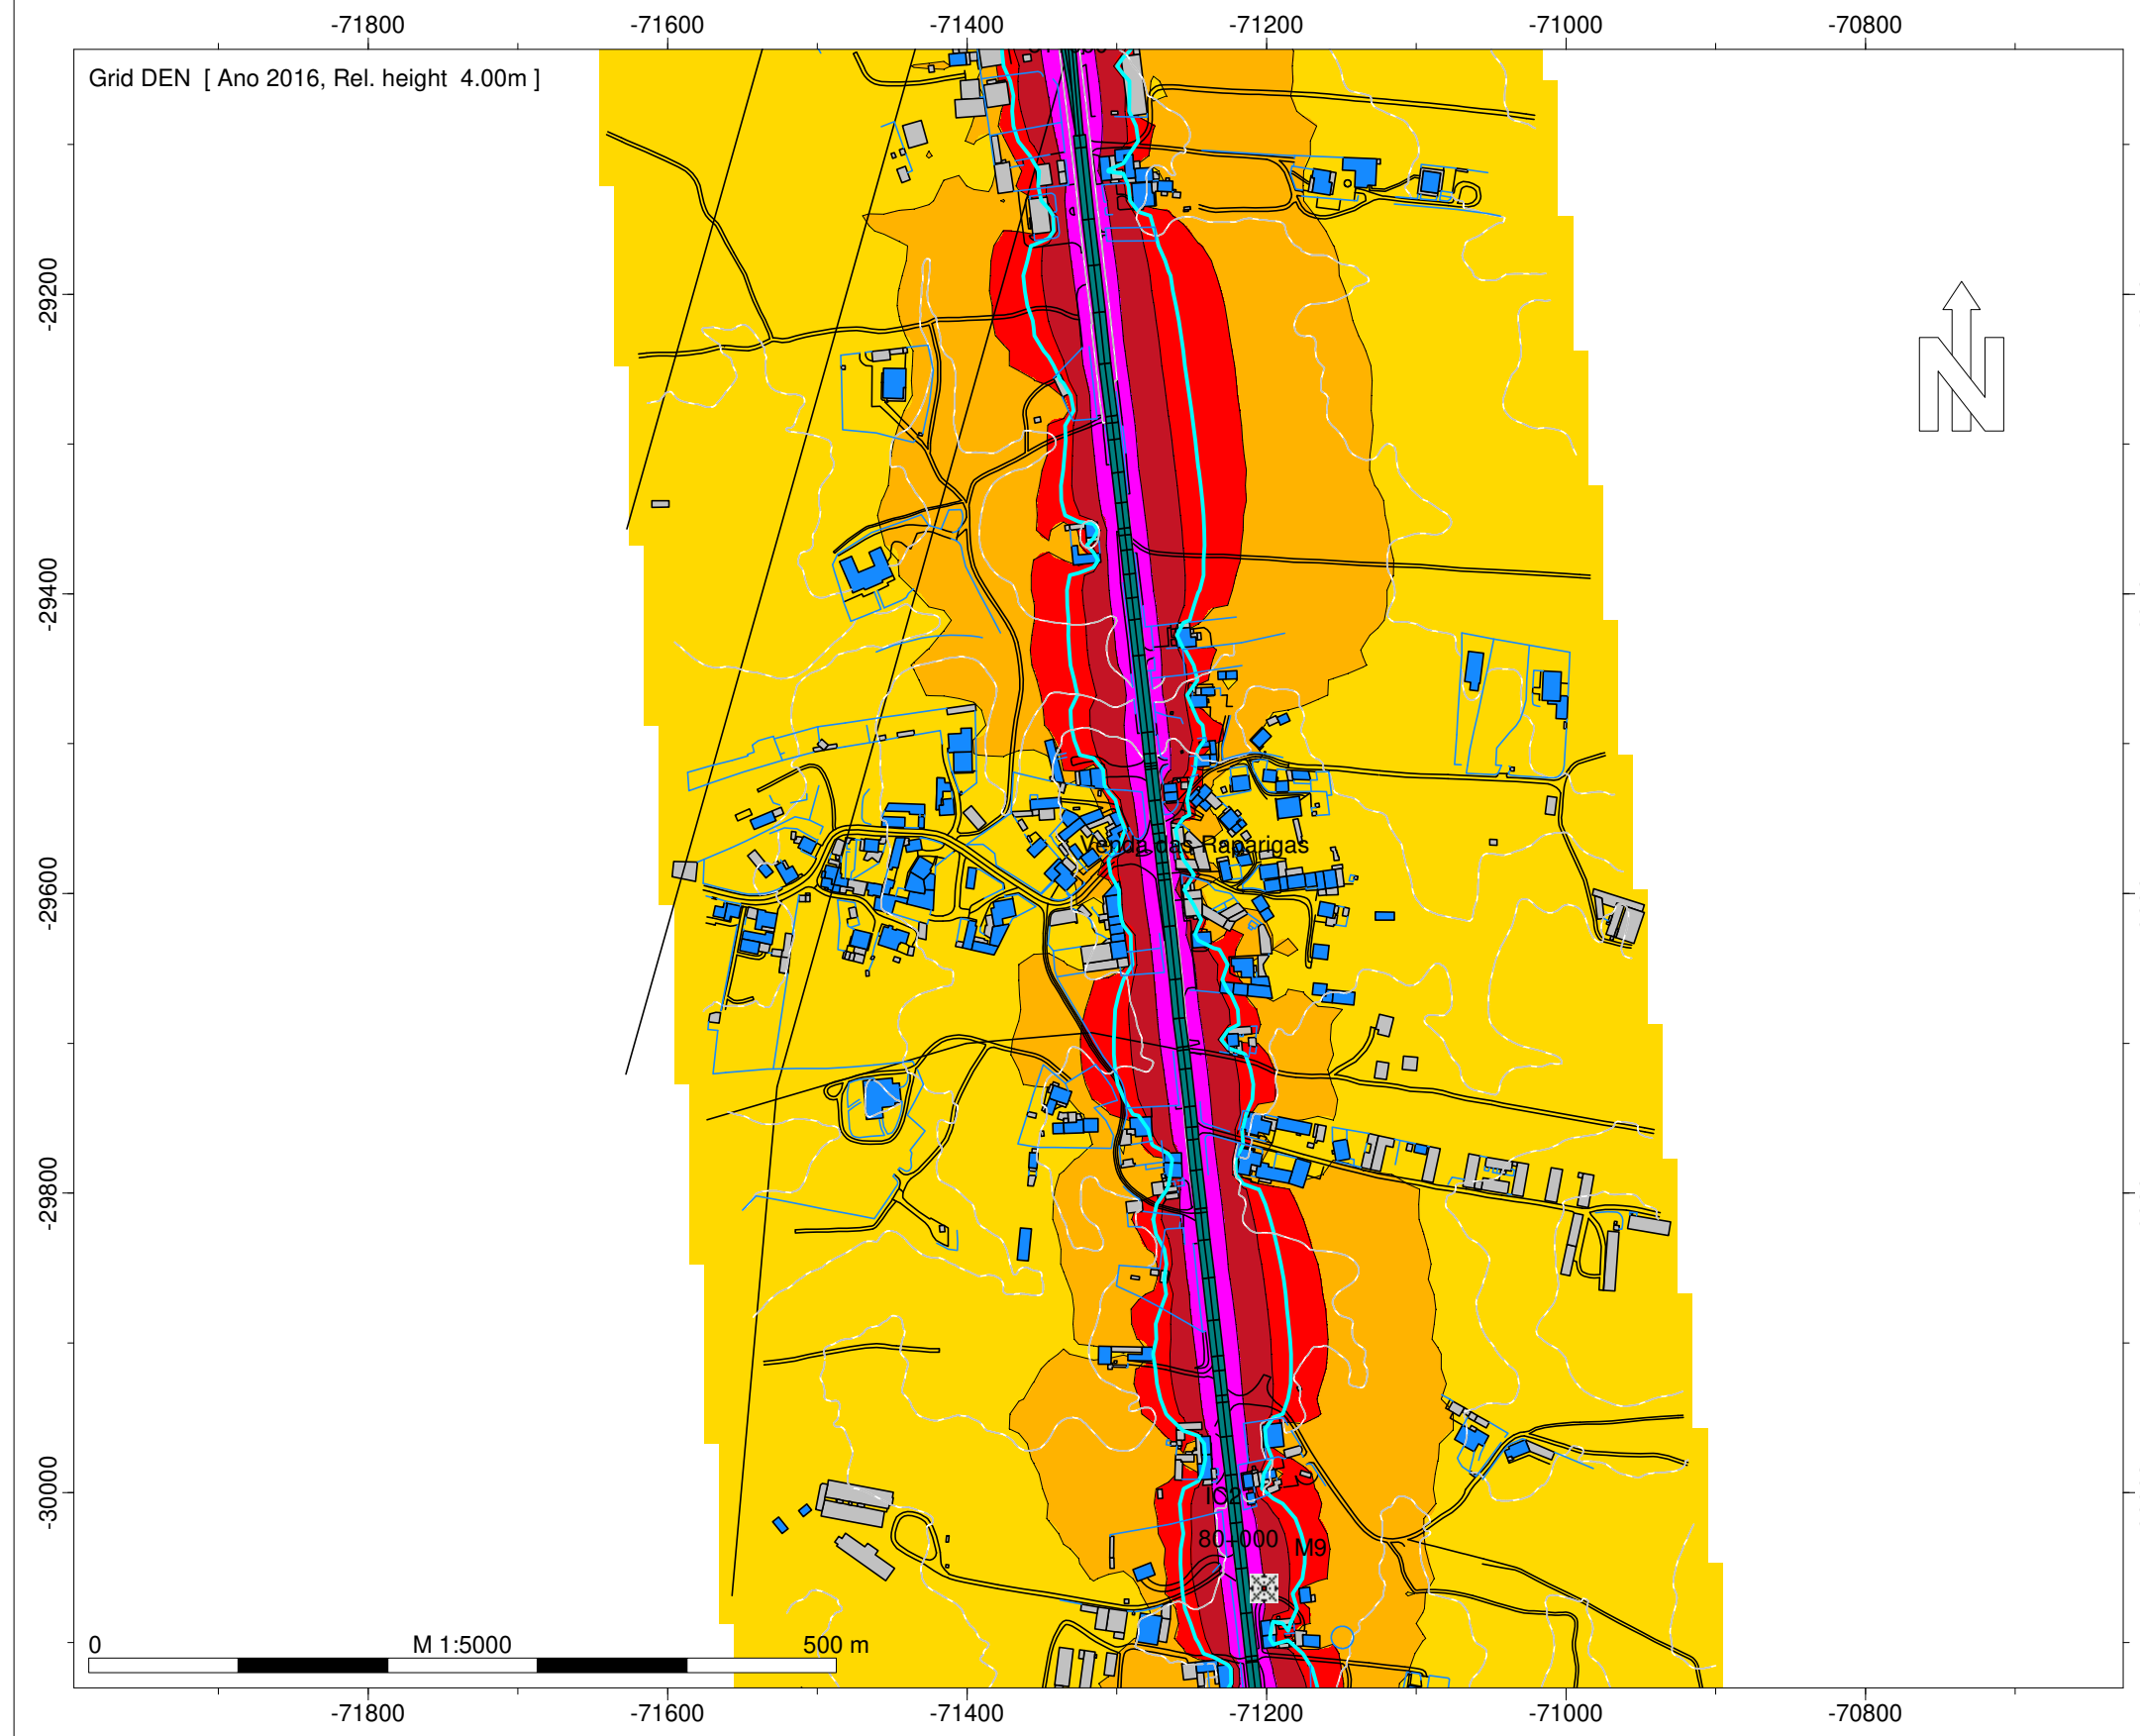 -71800 -71600 -71400 -71200 -71000 -70800
Grid DEN [ Ano 2016, Rel. height 4.00m ]
-29200
N
-29400
Venda das Raparigas
-29600
-29800
-30000
IC2
80+000
M9
0 M 1:5000 500 m
-71800 -71600 -71400 -71200 -71000 -70800